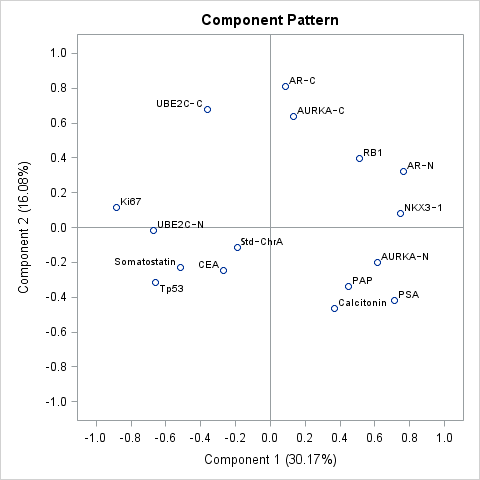 Component Pattern
1.0
0.8
0.6
0.4
0.2
0.0
-0.2
-0.4
-0.6
-0.8
-1.0
Component 2 (16.08%)
AR-C
UBE2C-C
AURKA-C
RB1
AR-N
Ki67
NKX3-1
UBE2C-N
Std-ChrA
Somatostatin
CEA
AURKA-N
Tp53
PAP
PSA
Calcitonin
-1.0 -0.8 -0.6 -0.4 -0.2 0.0 0.2 0.4 0.6 0.8 1.0
Component 1 (30.17%)